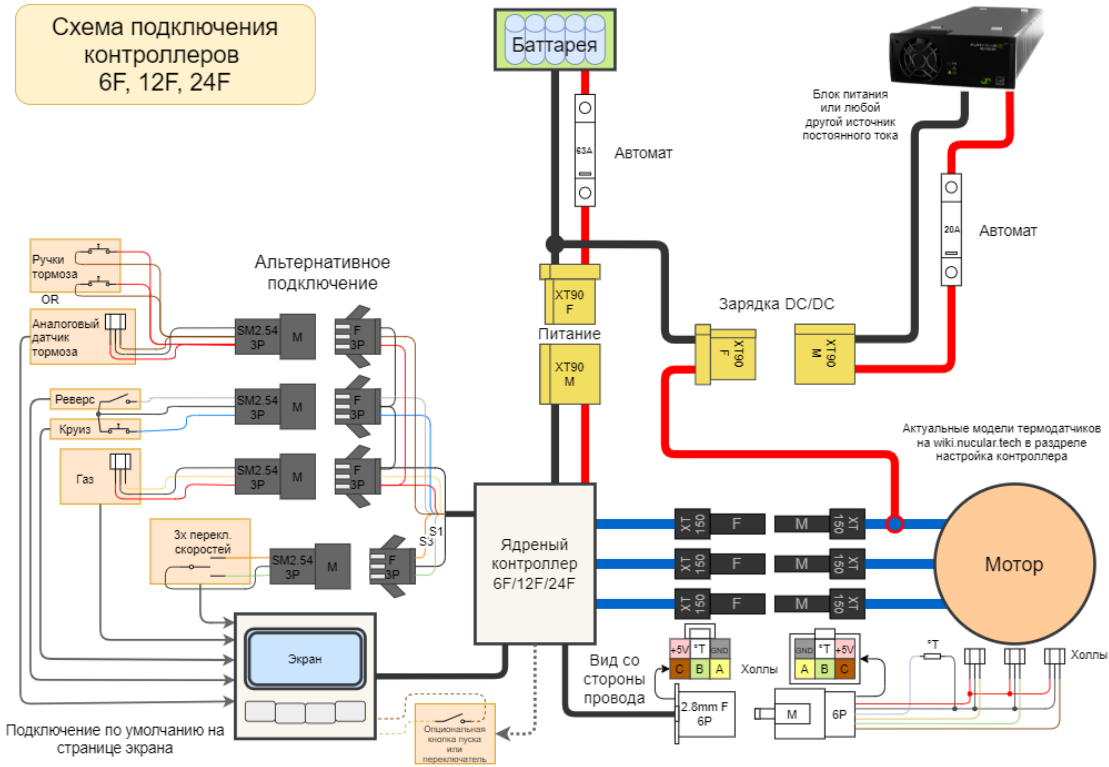 Схема подключения
контроллеров
6F, 12F, 24F
Баттарея
63А
Автомат
Блок питания
или любой
другой источник
постоянного тока
20А
Автомат
Ручки
тормоза
OR
Аналоговый
датчик
тормоза
Альтернативное
подключение
SM2.54
3P
M
F
3P
Реверс
Круиз
SM2.54
3P
M
F
3P
Газ
SM2.54
3P
M
F
3P
3х перекл.
скоростей
SM2.54
3P
M
F
3P
S3
S1
XT90
F
Питание
XT90
M
Зарядка DC/DC
XT90
F
XT90
M
Актуальные модели термодатчиков
на wiki.nucular.tech в раздреле
настройка контроллера
Ядреный
контроллер
6F/12F/24F
XT
150
F
M
XT
150
XT
150
F
M
XT
150
XT
150
F
M
XT
150
Мотор
Экран
Подключение по умолчанию на
странице экрана
Опциональная
кнопка пуска
или
переключатель
Вид со
стороны
провода
+5V °T GND
C B A
Холлы
GND °T +5V
A B C
2.8mm F
6P
M
6P
°T
Холлы